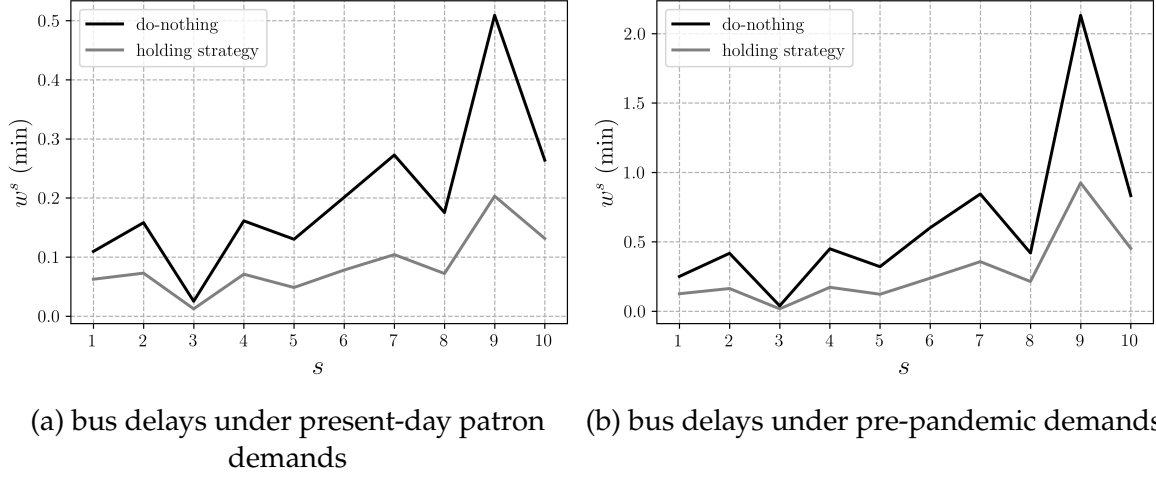 0.5
0.4
0.3
0.2
0.1
0.0
wˢ (min)
do-nothing
holding strategy
1 2 3 4 5 6 7 8 9 10
s
(a) bus delays under present-day patron
demands
2.0
1.5
1.0
0.5
0.0
wˢ (min)
do-nothing
holding strategy
1 2 3 4 5 6 7 8 9 10
s
(b) bus delays under pre-pandemic demands